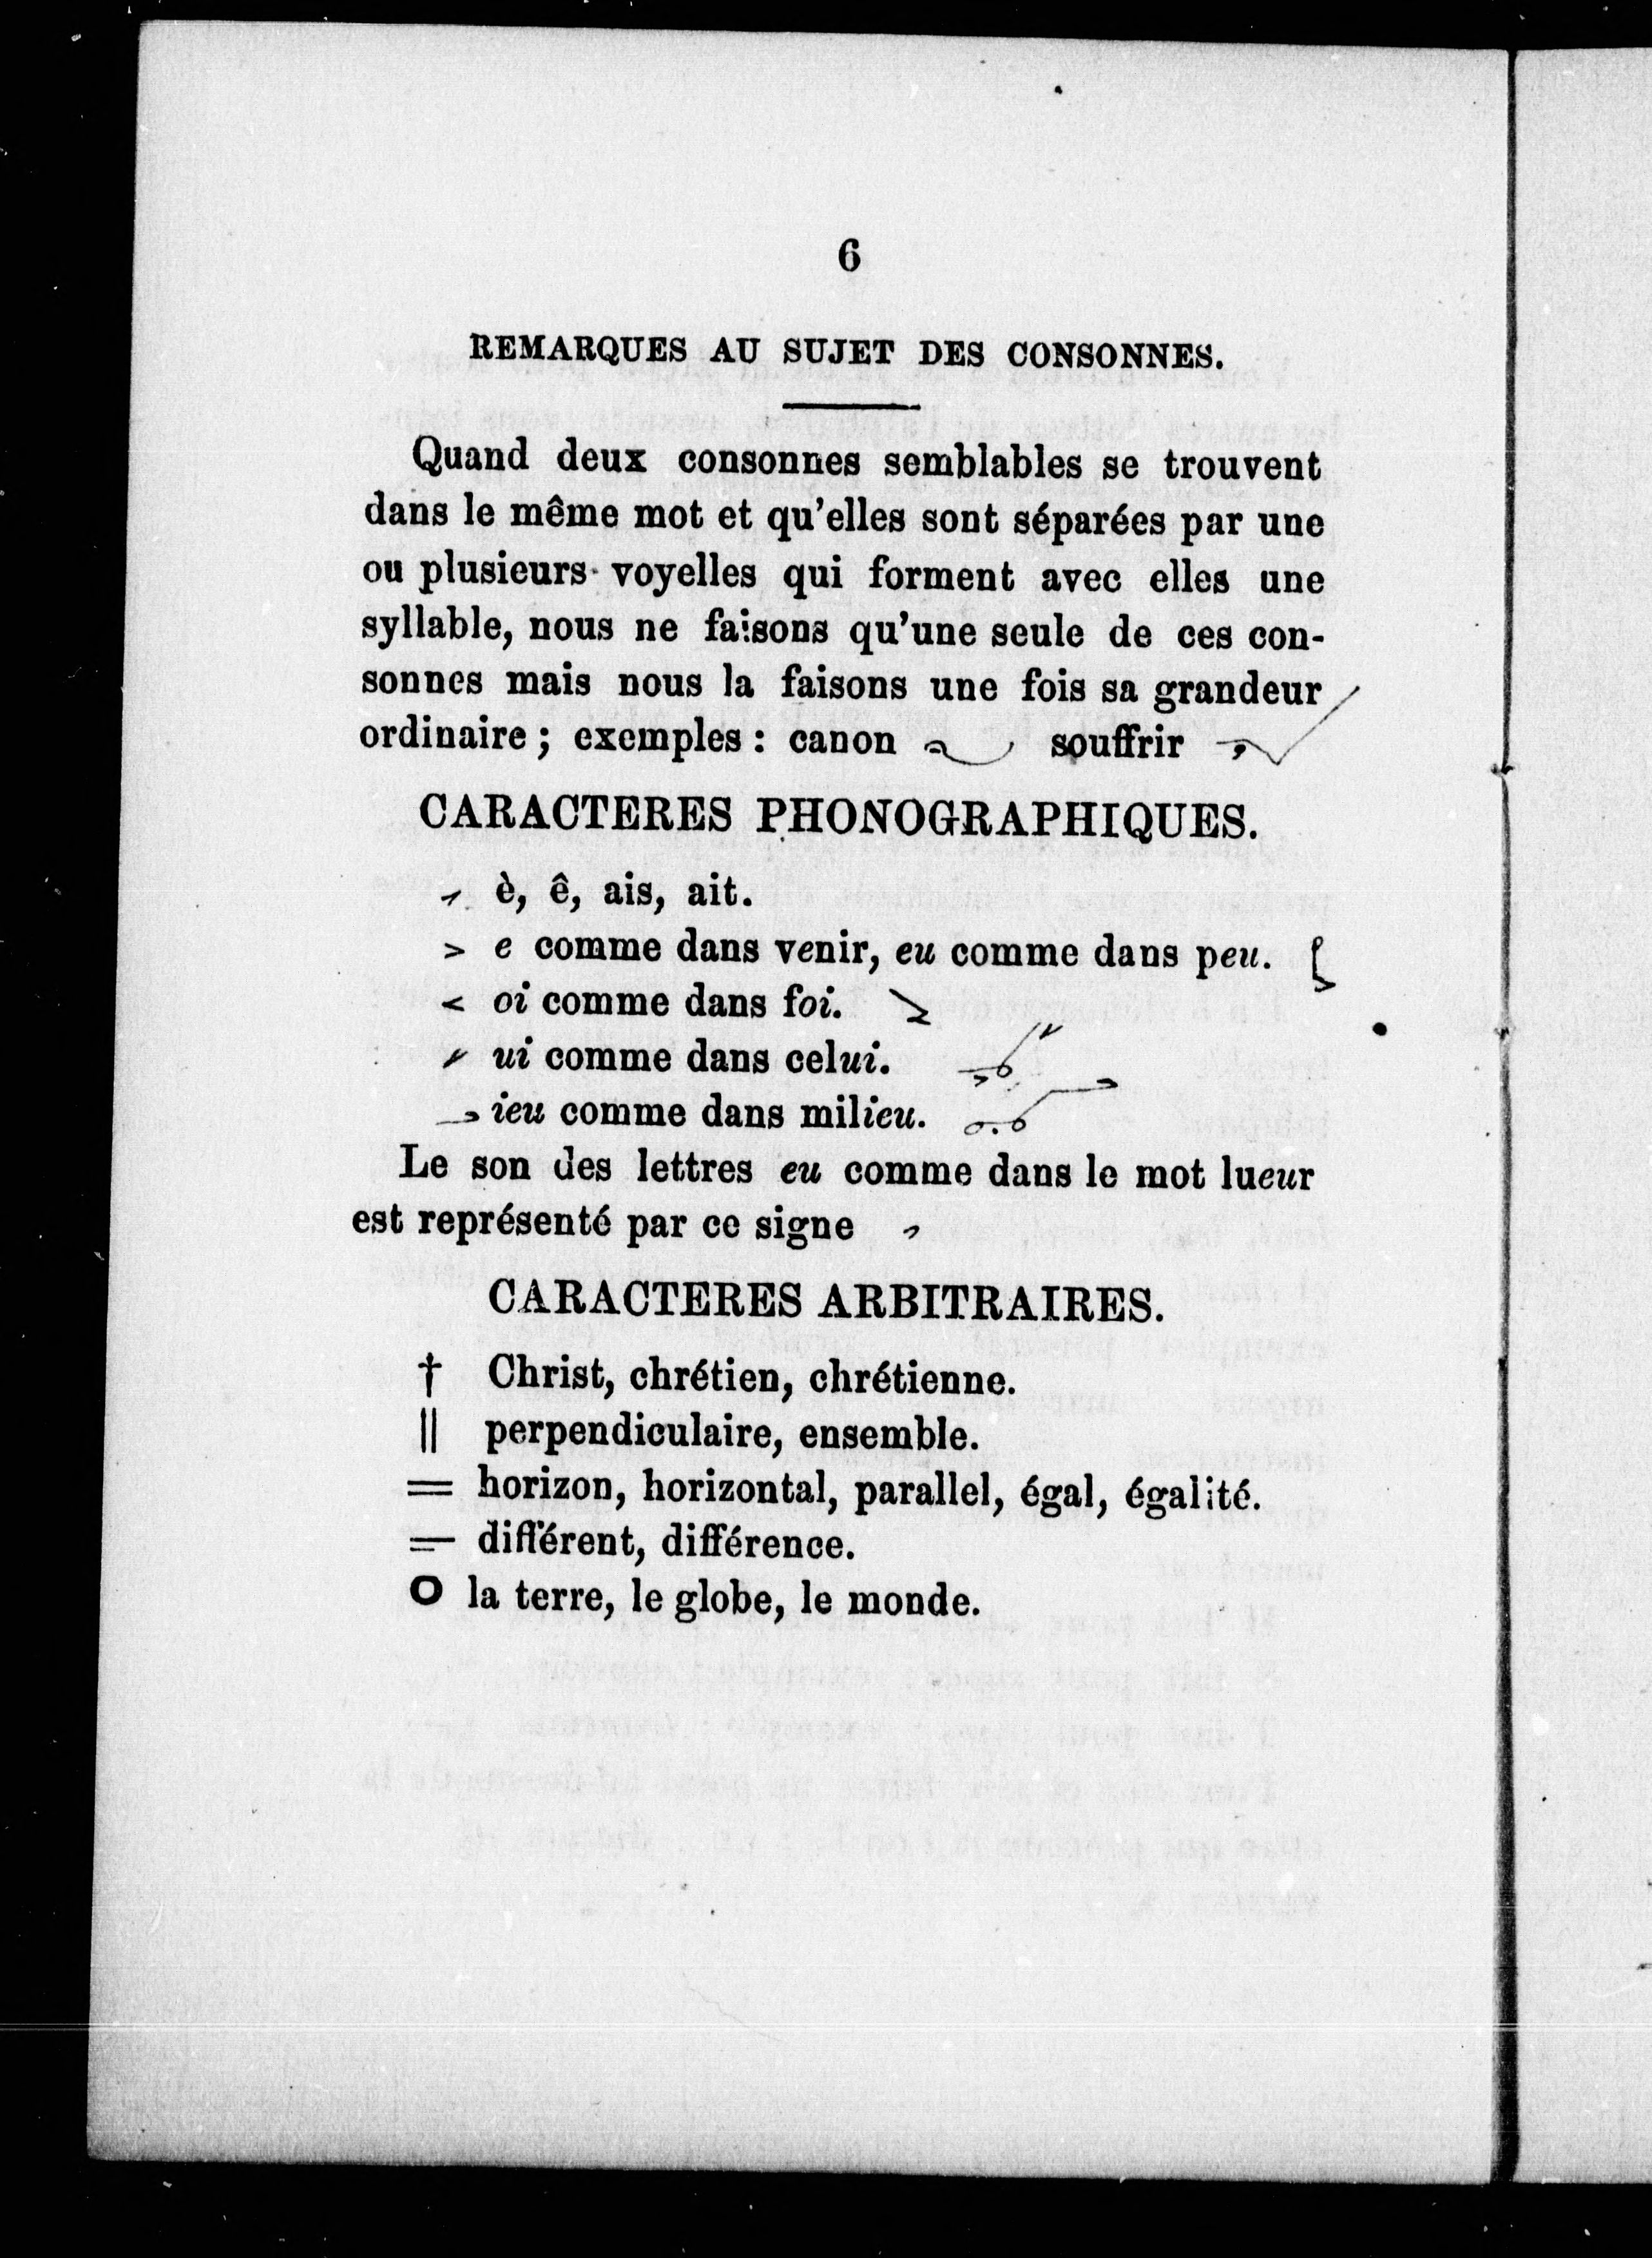 6
REMARQUES AU SUJET DES CONSONNES.
Quand deux consonnes semblables se trouvent
dans le même mot et qu'elles sont séparées par une
ou plusieurs voyelles qui forment avec elles une
syllable, nous ne faisons qu'une seule de ces con-
sonnes mais nous la faisons une fois sa grandeur
ordinaire ; exemples : canon souffrir
CARACTERES PHONOGRAPHIQUES.
è, ê, ais, ait.
> e comme dans venir, eu comme dans peu.
< oi comme dans foi.
ui comme dans celui.
ieu comme dans milieu.
Le son des lettres eu comme dans le mot lueur
est représenté par ce signe
CARACTERES ARBITRAIRES.
† Christ, chrétien, chrétienne.
|| perpendiculaire, ensemble.
= horizon, horizontal, parallel, égal, égalité.
= différent, différence.
O la terre, le globe, le monde.